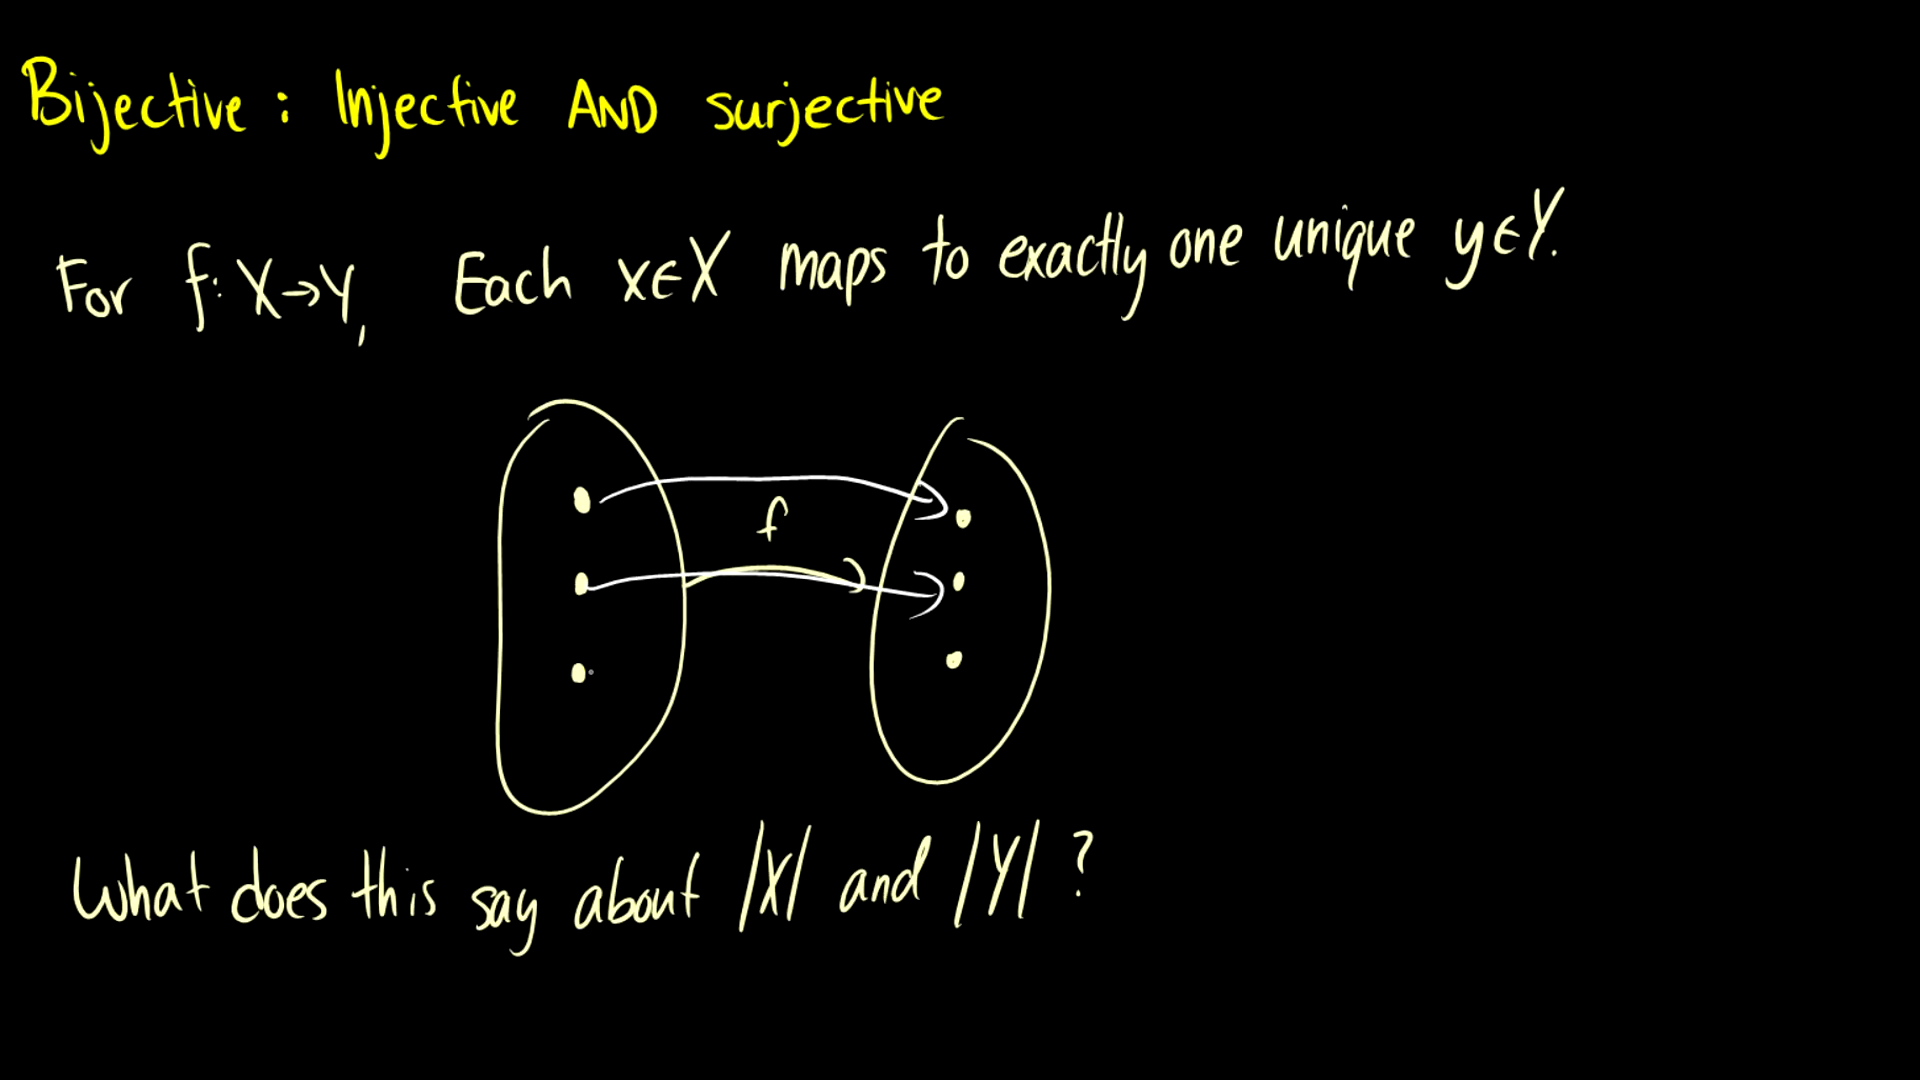 Bijective: Injective AND surjective
For f: X→Y, Each x∈X maps to exactly one unique y∈Y.
f
What does this say about |X| and |Y|?